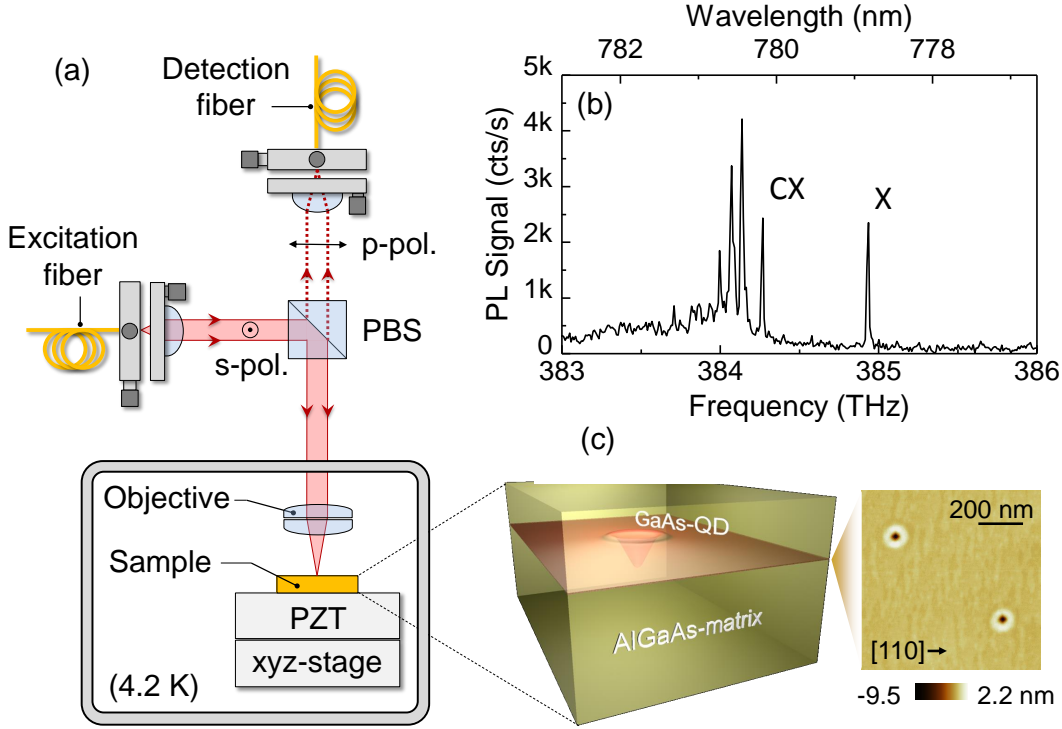 (a)
Detection
fiber
p-pol.
Excitation
fiber
PBS
s-pol.
Objective
Sample
PZT
xyz-stage
(4.2 K)
Wavelength (nm)
782 780 778
(b)
PL Signal (cts/s)
5k
4k
3k
2k
1k
0
CX
X
383 384 385 386
Frequency (THz)
(c)
GaAs-QD
AlGaAs-matrix
200 nm
[110]→
-9.5 2.2 nm